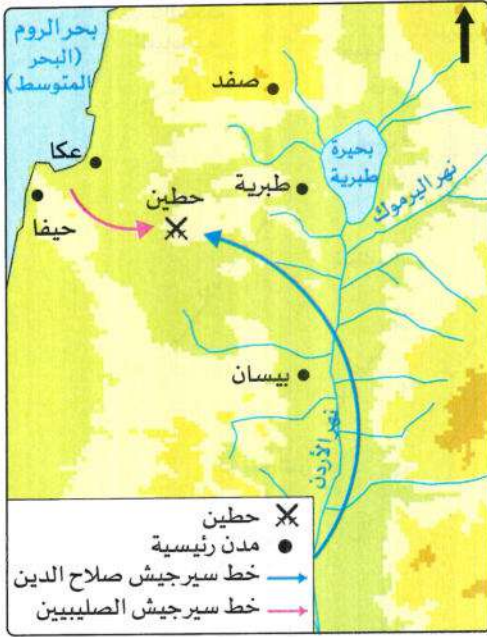 بحر الروم
(البحر
المتوسط)
صفد
عكا
بحيرة
طبرية
طبرية
نهر اليرموك
حيفا
حطين
بيسان
نهر الأردن
حطين
مدن رئيسية
خط سير جيش صلاح الدين
خط سير جيش الصليبيين